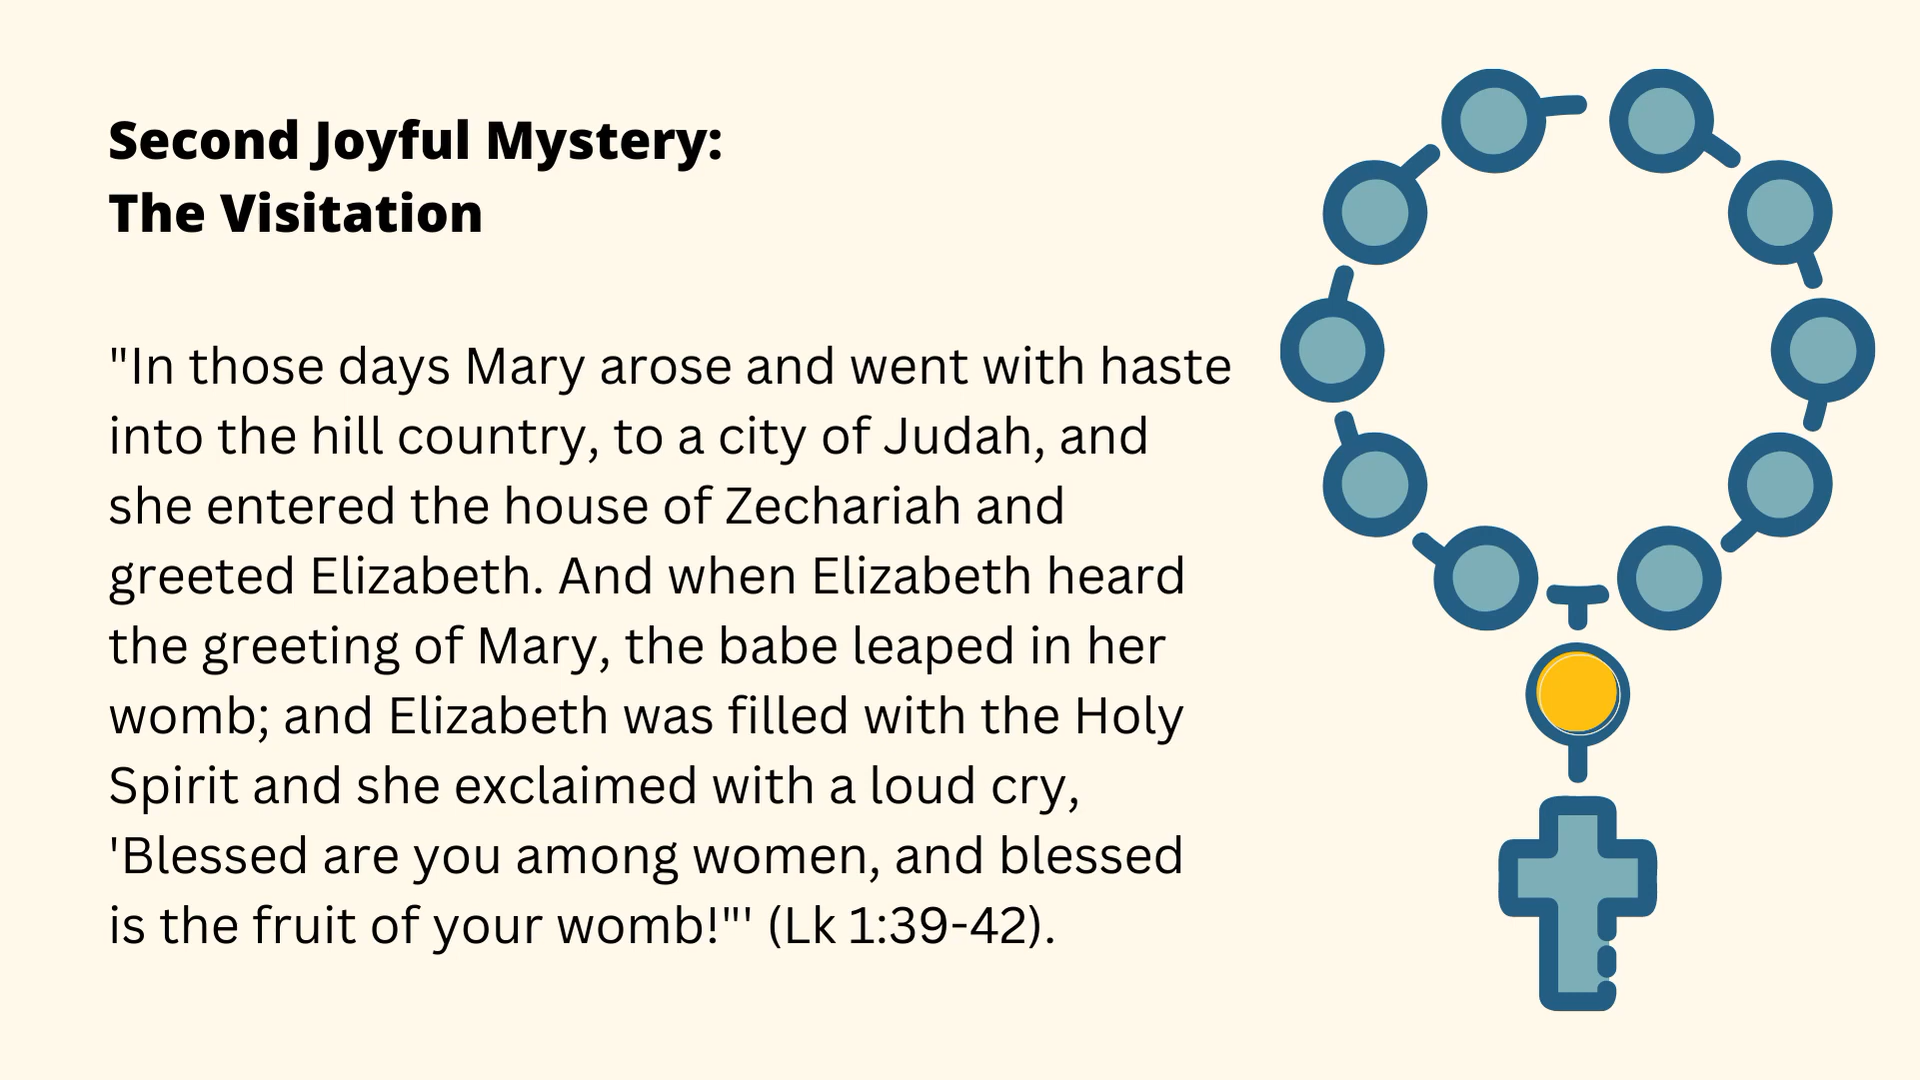 Second Joyful Mystery:
The Visitation
"In those days Mary arose and went with haste
into the hill country, to a city of Judah, and
she entered the house of Zechariah and
greeted Elizabeth. And when Elizabeth heard
the greeting of Mary, the babe leaped in her
womb; and Elizabeth was filled with the Holy
Spirit and she exclaimed with a loud cry,
'Blessed are you among women, and blessed
is the fruit of your womb!"' (Lk 1:39-42).